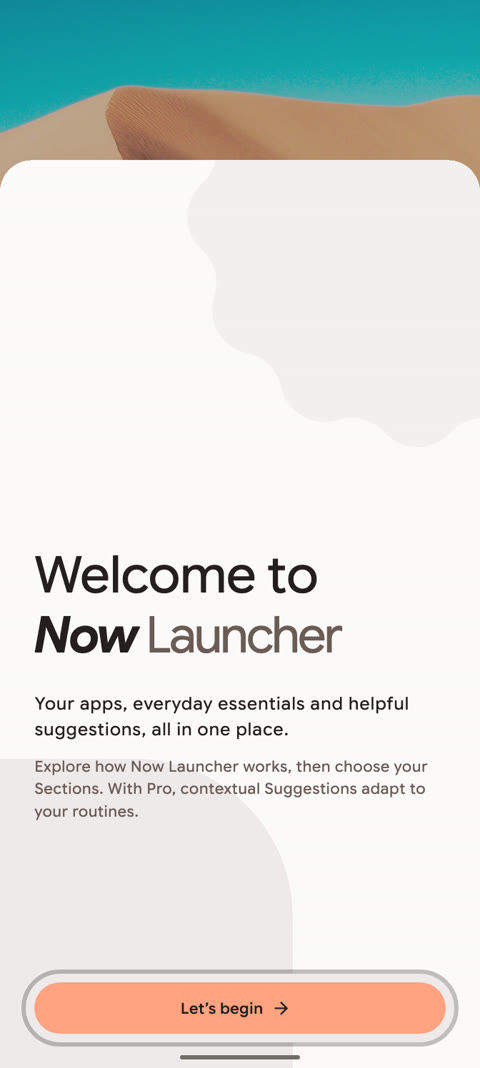 Welcome to
Now Launcher
Your apps, everyday essentials and helpful
suggestions, all in one place.
Explore how Now Launcher works, then choose your
Sections. With Pro, contextual Suggestions adapt to
your routines.
Let’s begin →